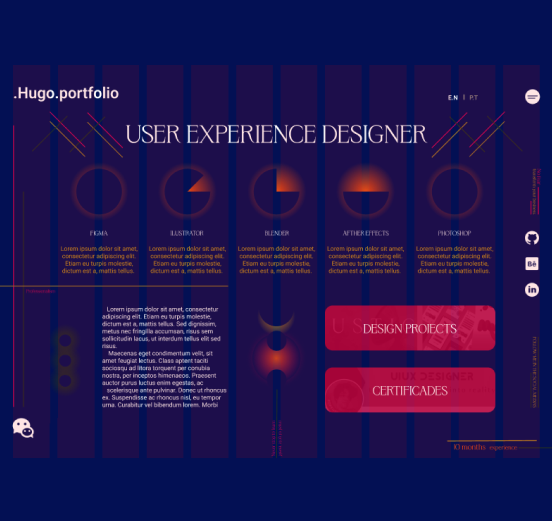 .Hugo.portfolio
EN | PT
USER EXPERIENCE DESIGNER
FIGMA
ILUSTRATOR
BLENDER
AFTHER EFFECTS
PHOTOSHOP
Lorem ipsum dolor sit amet,
consectetur adipiscing elit.
Etiam eu turpis molestie,
dictum est a, mattis tellus.
Lorem ipsum dolor sit amet,
consectetur adipiscing elit.
Etiam eu turpis molestie,
dictum est a, mattis tellus.
Lorem ipsum dolor sit amet,
consectetur adipiscing elit.
Etiam eu turpis molestie,
dictum est a, mattis tellus.
Lorem ipsum dolor sit amet,
consectetur adipiscing elit.
Etiam eu turpis molestie,
dictum est a, mattis tellus.
Lorem ipsum dolor sit amet,
consectetur adipiscing elit.
Etiam eu turpis molestie,
dictum est a, mattis tellus.
Bē
in
Lorem ipsum dolor sit amet, consectetur
adipiscing elit. Etiam eu turpis molestie,
dictum est a, mattis tellus. Sed dignissim,
metus nec fringilla accumsan, risus sem
sollicitudin lacus, ut interdum tellus elit sed
risus.
Maecenas eget condimentum velit, sit
amet feugiat lectus. Class aptent taciti
sociosqu ad litora torquent per conubia
nostra, per inceptos himenaeos. Praesent
auctor purus luctus enim egestas, ac
scelerisque ante pulvinar. Donec ut rhoncus
ex. Suspendisse ac rhoncus nisl, eu tempor
urna. Curabitur vel bibendum lorem. Morbi
DESIGN PROJECTS
UI/UX DESIGNER
CERTIFICADES
10 months experience